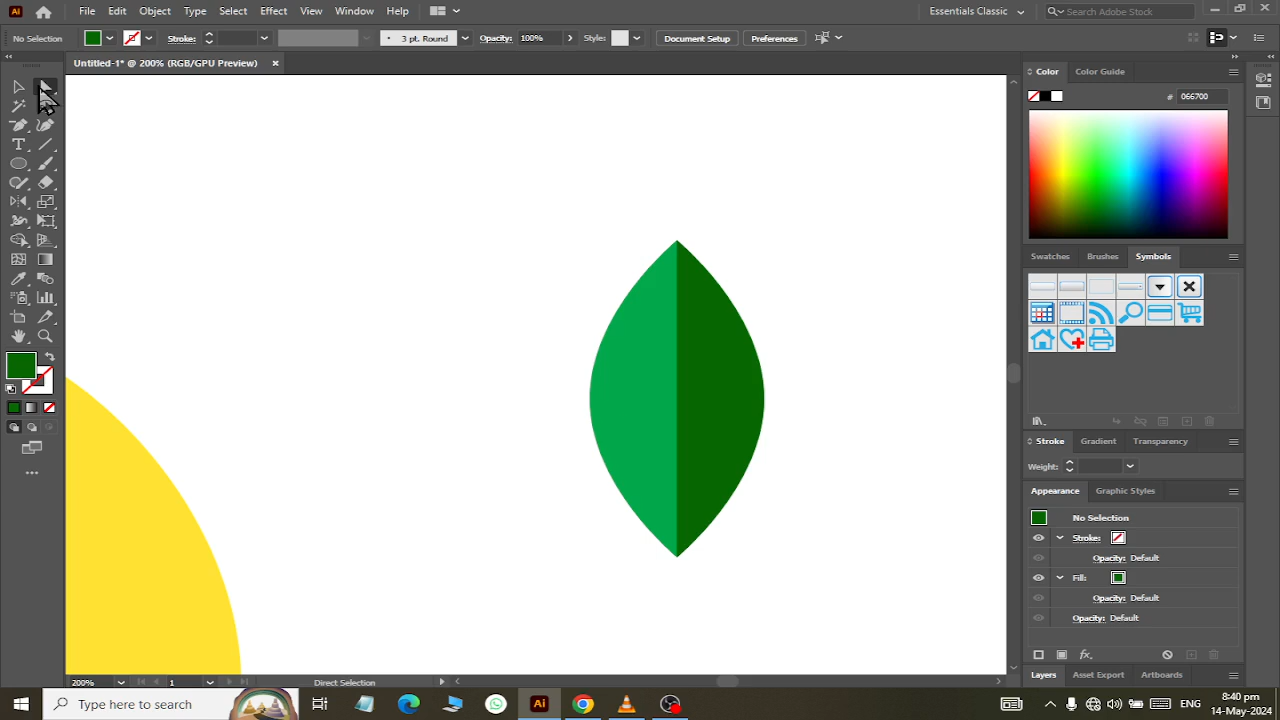 Ai File Edit Object Type Select Effect View Window Help Essentials Classic Search Adobe Stock
No Selection Stroke: 3 pt. Round Opacity: 100% Style: Document Setup Preferences
Untitled-1* @ 200% (RGB/GPU Preview)
Color Color Guide
# 066700
Swatches Brushes Symbols
Stroke Gradient Transparency
Weight:
Appearance Graphic Styles
No Selection
Stroke:
Opacity: Default
Fill:
Opacity: Default
Opacity: Default
fx
Layers Asset Export Artboards
200% 1 Direct Selection
Type here to search Ai 8:40 pm
14-May-2024